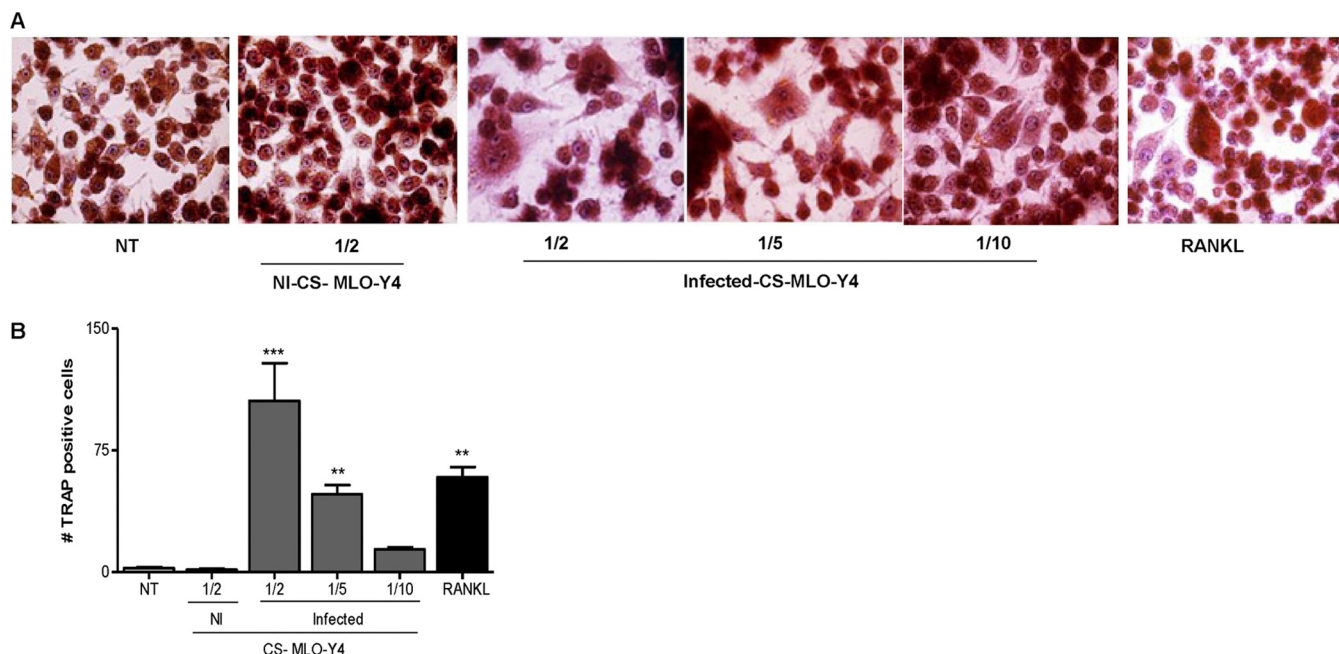 A
NT
1/2
NI-CS- MLO-Y4
1/2
1/5
1/10
Infected-CS-MLO-Y4
RANKL
B
# TRAP positive cells
150
75
0
***
**
**
NT
1/2
1/2
1/5
1/10
RANKL
NI
Infected
CS- MLO-Y4